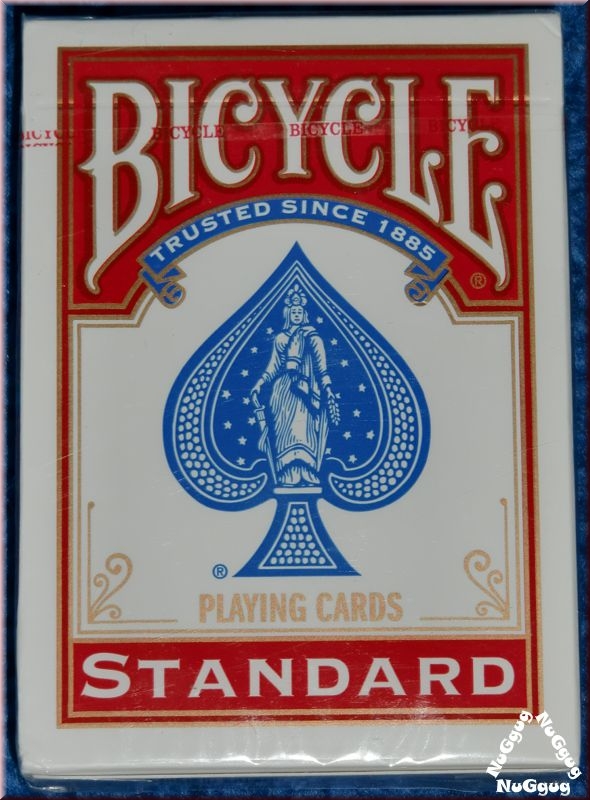 BICYCLE
BICYCLE BICYCLE
TRUSTED SINCE 1885
®
®
PLAYING CARDS
STANDARD
NuGgug NuGgug
NuGgug